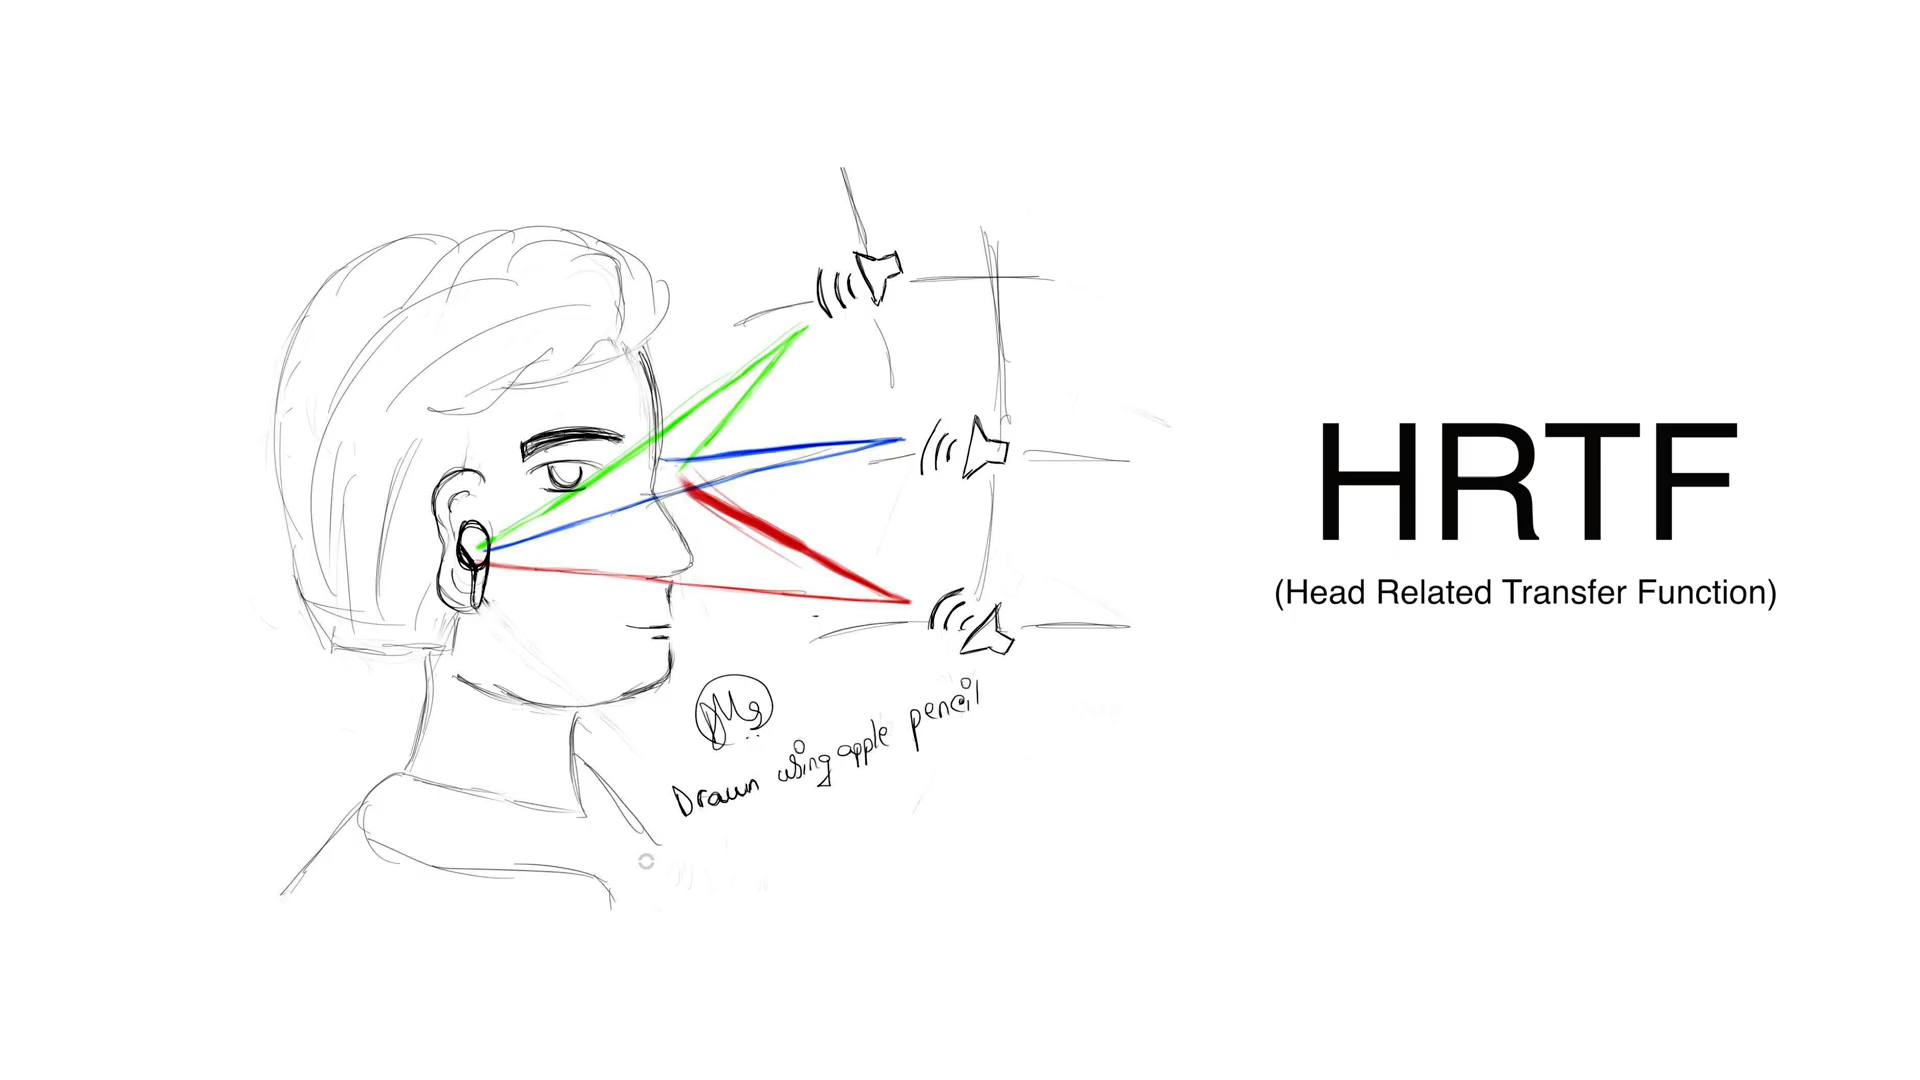 HRTF
(Head Related Transfer Function)
Drawn using apple pencil